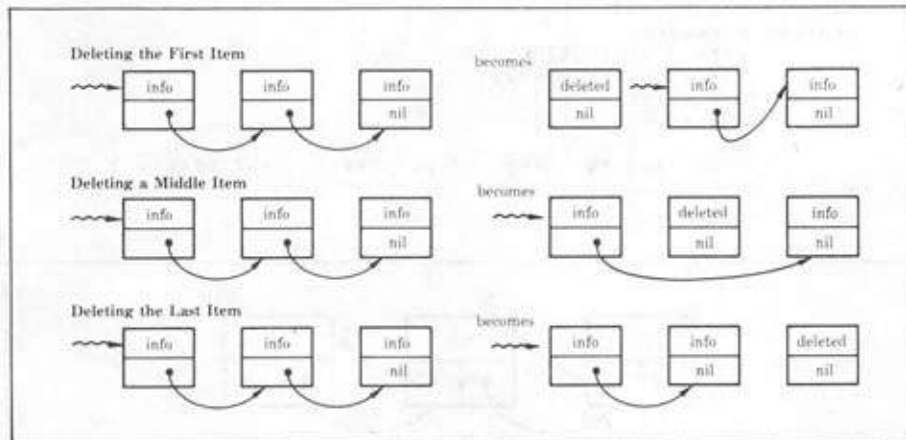 Deleting the First Item
becomes
info info info
nil
deleted info info
nil nil
Deleting a Middle Item
becomes
info info info
nil
info deleted info
nil nil
Deleting the Last Item
becomes
info info info
nil
info info deleted
nil nil